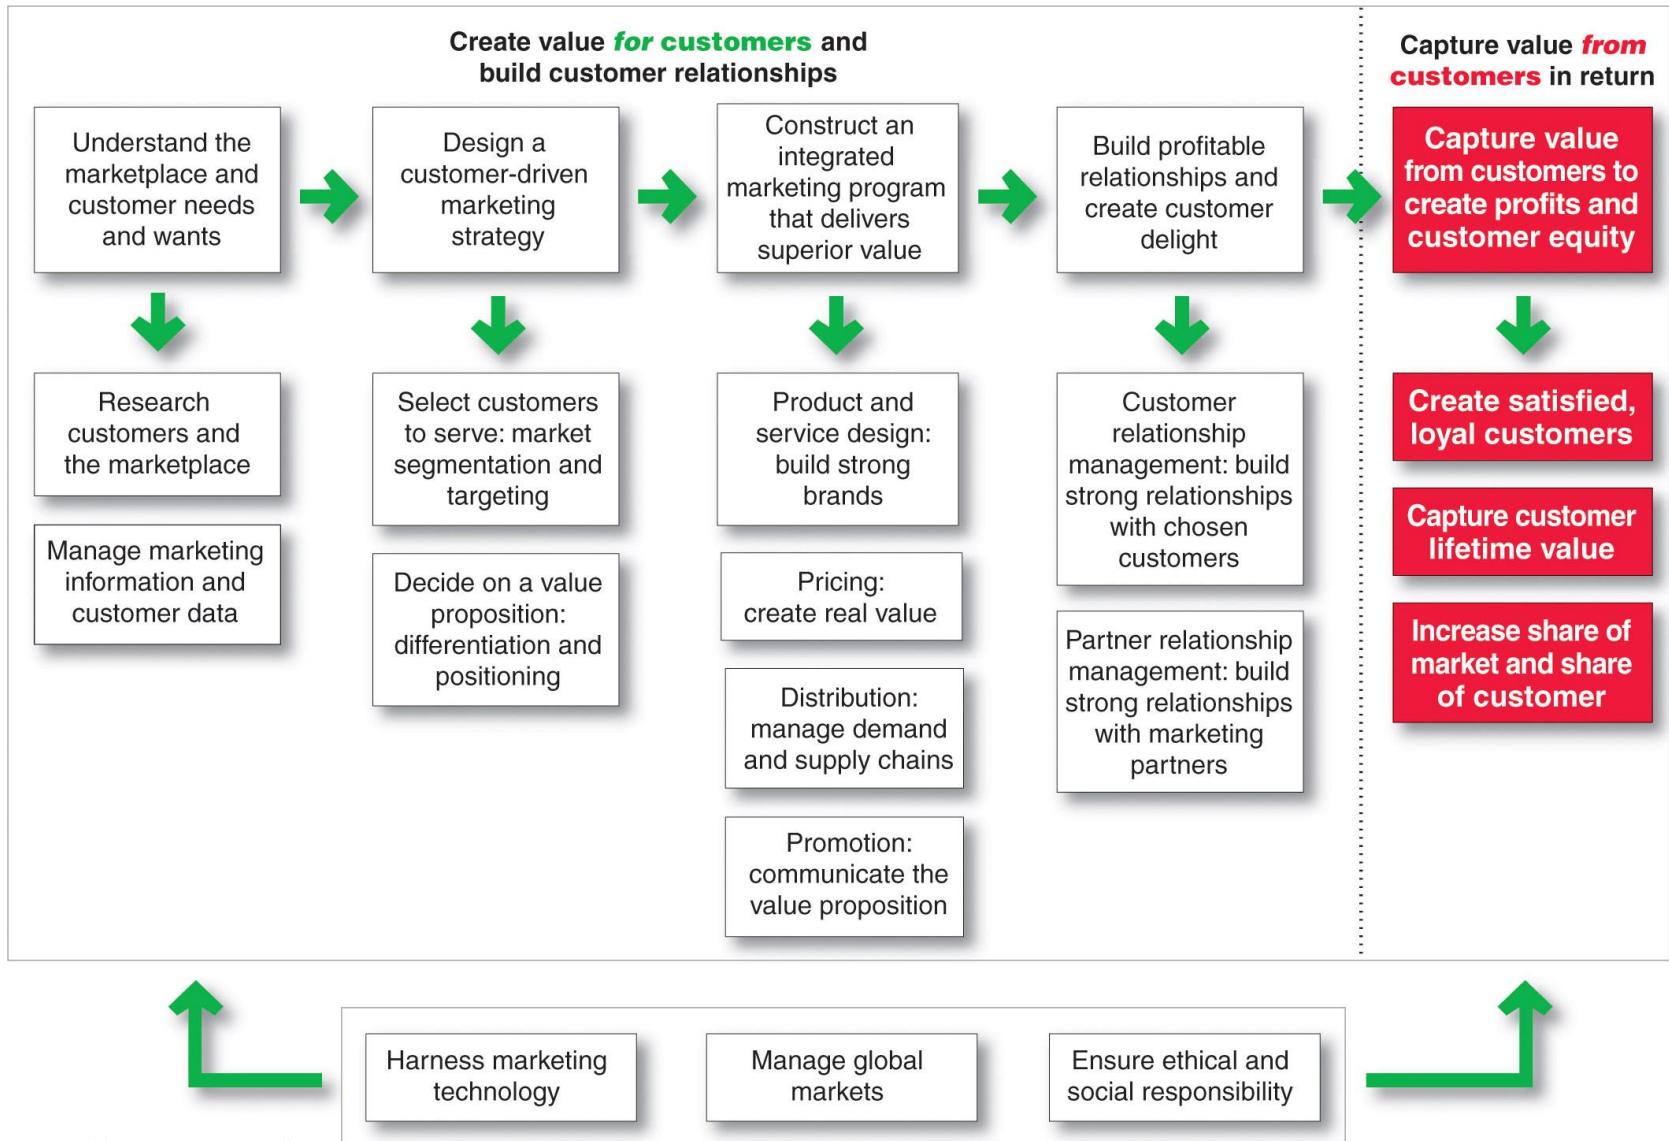 Create value for customers and
build customer relationships
Capture value from
customers in return
Understand the
marketplace and
customer needs
and wants
Design a
customer-driven
marketing
strategy
Construct an
integrated
marketing program
that delivers
superior value
Build profitable
relationships and
create customer
delight
Capture value
from customers to
create profits and
customer equity
Research
customers and
the marketplace
Manage marketing
information and
customer data
Select customers
to serve: market
segmentation and
targeting
Decide on a value
proposition:
differentiation and
positioning
Product and
service design:
build strong
brands
Pricing:
create real value
Distribution:
manage demand
and supply chains
Promotion:
communicate the
value proposition
Customer
relationship
management: build
strong relationships
with chosen
customers
Partner relationship
management: build
strong relationships
with marketing
partners
Create satisfied,
loyal customers
Capture customer
lifetime value
Increase share of
market and share
of customer
Harness marketing
technology
Manage global
markets
Ensure ethical and
social responsibility